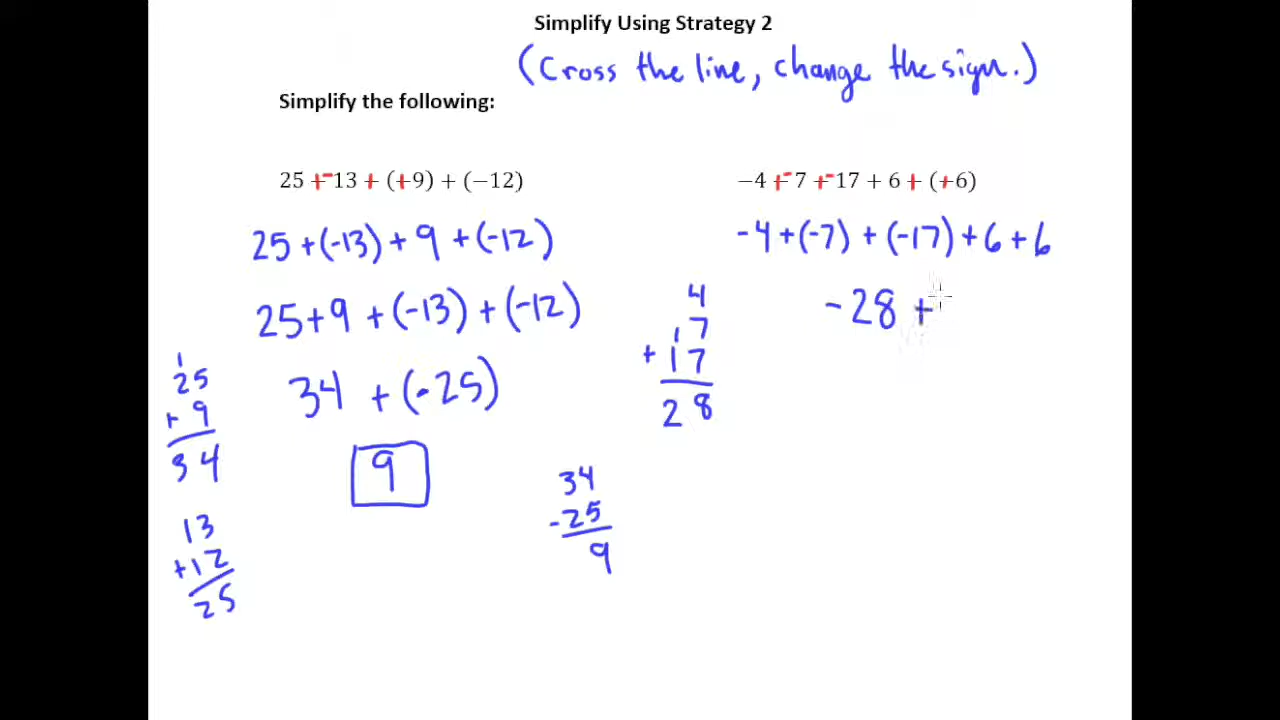 Simplify Using Strategy 2
(Cross the line, change the sign.)
Simplify the following:
25 +- 13 + (+9) + (−12)
25 + (-13) + 9 + (-12)
25 + 9 + (-13) + (-12)
34 + (-25)
9
1
25
+ 9
34
13
+12
25
34
-25
9
−4 +- 7 +- 17 + 6 + (+6)
-4 + (-7) + (-17) + 6 + 6
-28 +
4
7
1
+ 17
28